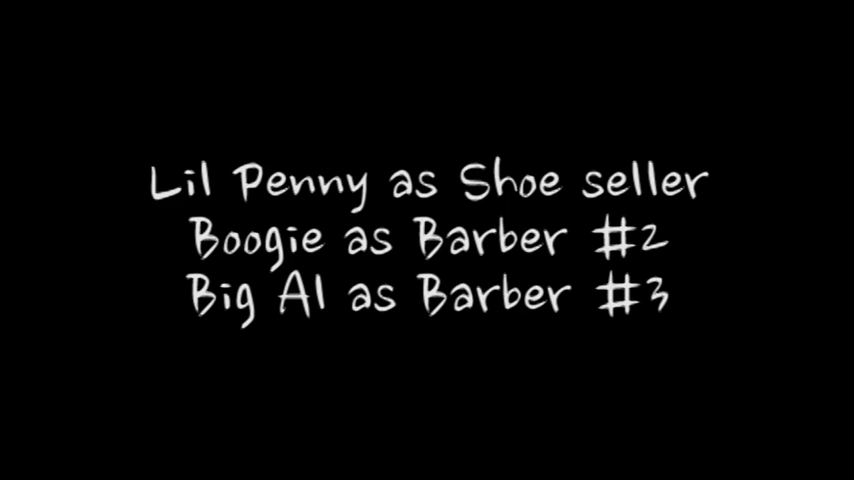 Lil Penny as Shoe seller
Boogie as Barber #2
Big Al as Barber #3